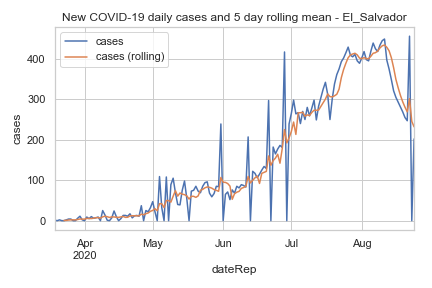 New COVID-19 daily cases and 5 day rolling mean - El_Salvador
cases
cases (rolling)
400
300
200
100
0
cases
Apr
2020
May
Jun
Jul
Aug
dateRep